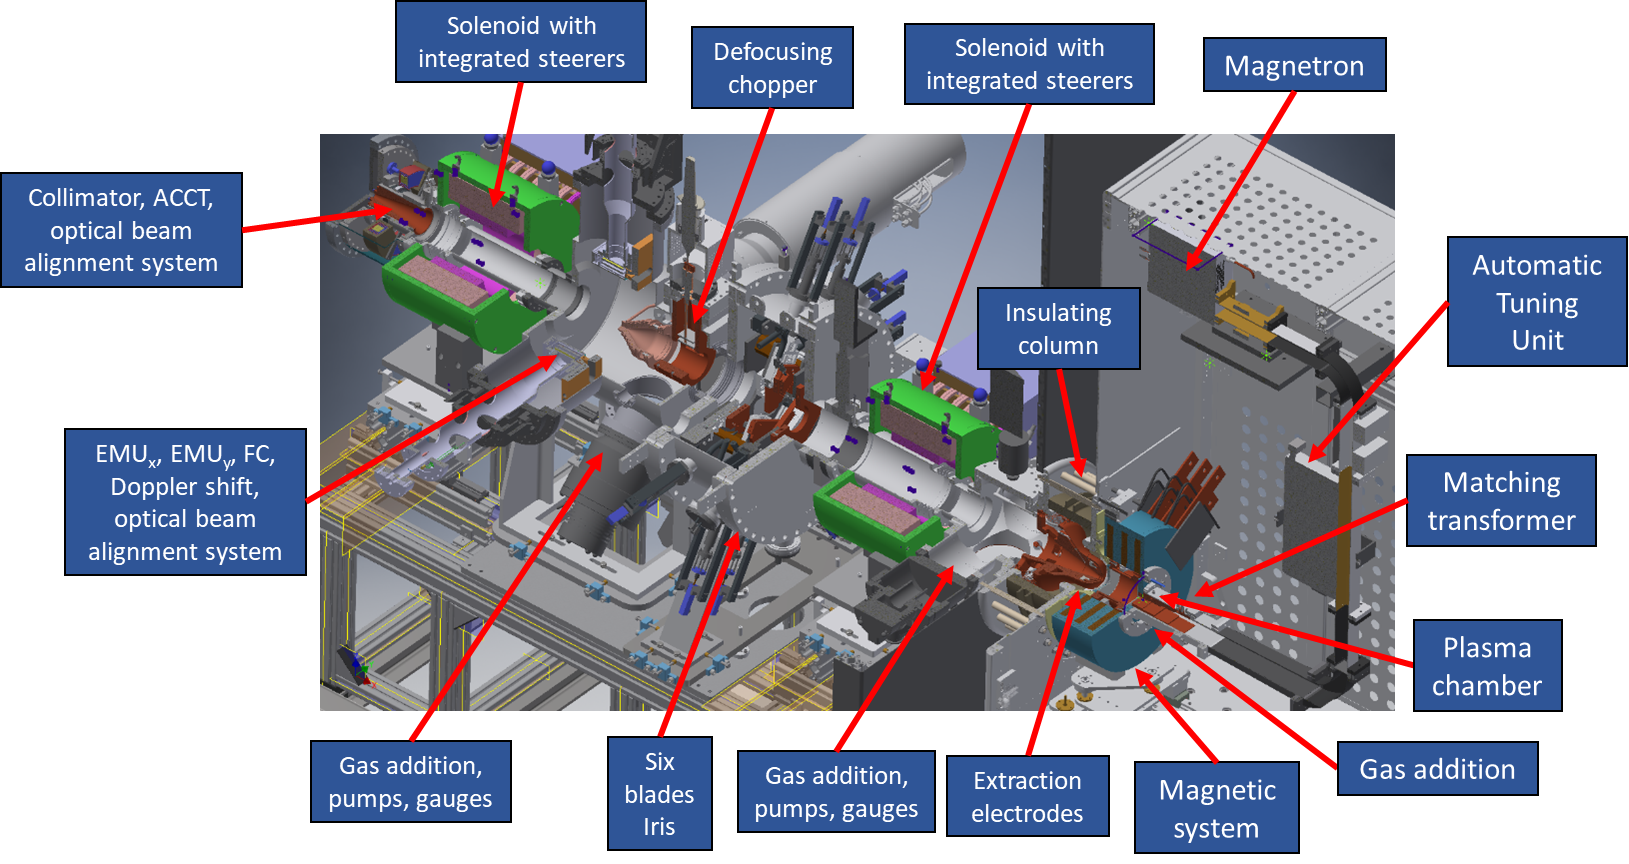 Solenoid with
integrated steerers
Defocusing
chopper
Solenoid with
integrated steerers
Magnetron
Collimator, ACCT,
optical beam
alignment system
Automatic
Tuning
Unit
Insulating
column
EMUx, EMUy, FC,
Doppler shift,
optical beam
alignment system
Matching
transformer
Plasma
chamber
Gas addition,
pumps, gauges
Six
blades
Iris
Gas addition,
pumps, gauges
Extraction
electrodes
Magnetic
system
Gas addition